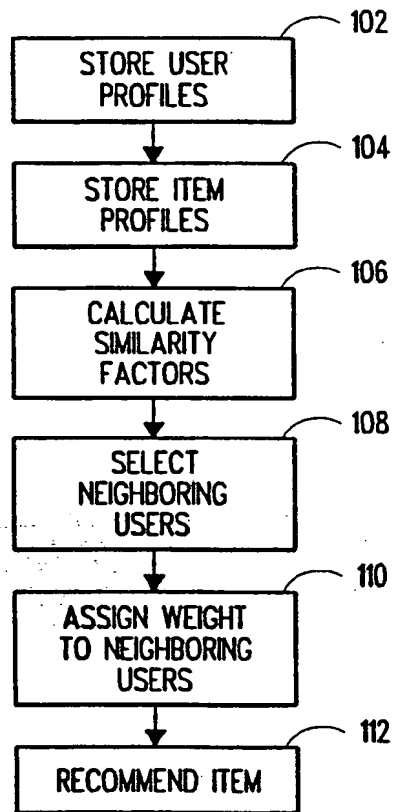 102
STORE USER
PROFILES
104
STORE ITEM
PROFILES
106
CALCULATE
SIMILARITY
FACTORS
108
SELECT
NEIGHBORING
USERS
110
ASSIGN WEIGHT
TO NEIGHBORING
USERS
112
RECOMMEND ITEM